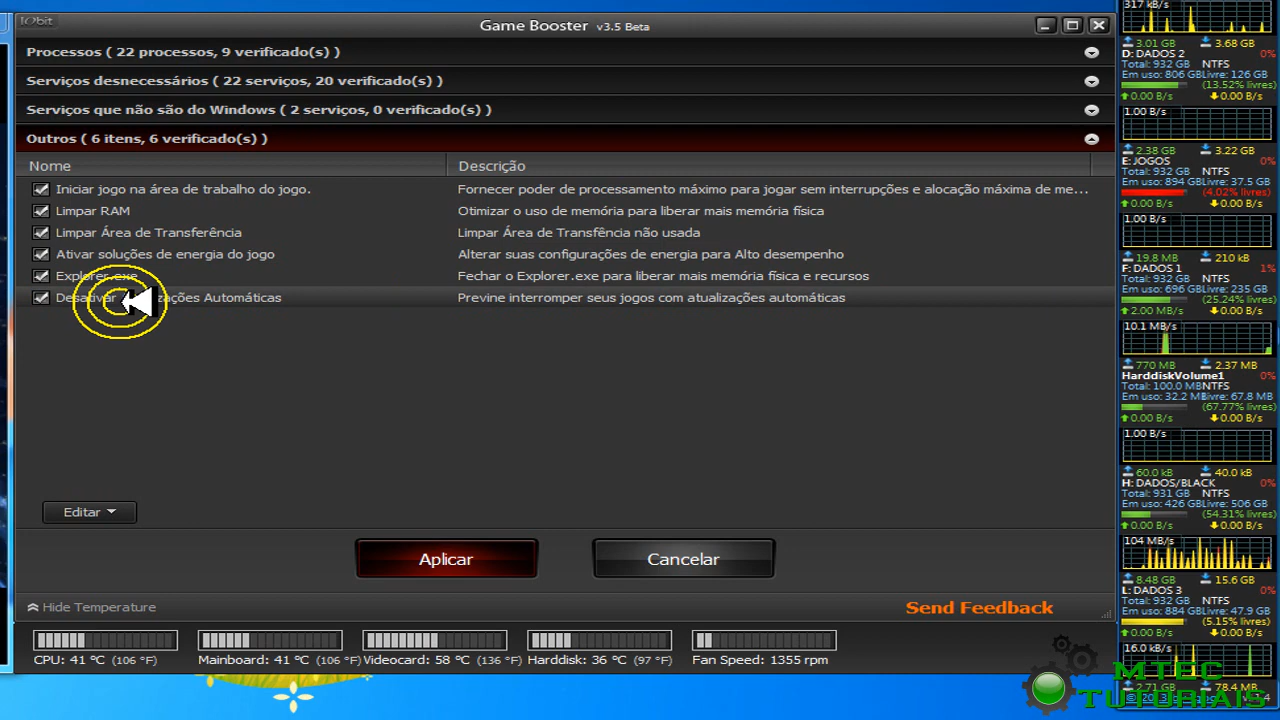 IObit
Game Booster v3.5 Beta
Processos ( 22 processos, 9 verificado(s) )
Serviços desnecessários ( 22 serviços, 20 verificado(s) )
Serviços que não são do Windows ( 2 serviços, 0 verificado(s) )
Outros ( 6 itens, 6 verificado(s) )
Nome Descrição
Iniciar jogo na área de trabalho do jogo. Fornecer poder de processamento máximo para jogar sem interrupções e alocação máxima de me...
Limpar RAM Otimizar o uso de memória para liberar mais memória física
Limpar Área de Transferência Limpar Área de Transfência não usada
Ativar soluções de energia do jogo Alterar suas configurações de energia para Alto desempenho
Explorer.exe Fechar o Explorer.exe para liberar mais memória física e recursos
Desativar Automáticas Previne interromper seus jogos com atualizações automáticas
Editar
Aplicar Cancelar
Hide Temperature Send Feedback
CPU: 41 ºC (106 °F) Mainboard: 41 ºC (106 °F) Videocard: 58 ºC (136 °F) Harddisk: 36 ºC (97 °F) Fan Speed: 1355 rpm
317 kB
3.01 GB 3.68 GB
D: DADOS 2 0%
Total: 932 GB NTFS
Em uso: 806 GB Livre: 126 GB
(13.52% livres)
0.00 B/s 0.00 B/s
1.00 B/s
2.38 GB 3.22 GB
E: JOGOS 0%
Total: 932 GB NTFS
Em uso: 894 GB Livre: 37.5 GB
(4.02% livres)
0.00 B/s 0.00 B/s
1.00 B/s
19.8 MB 210 kB
F: DADOS 1 1%
Total: 932 GB NTFS
Em uso: 696 GB Livre: 235 GB
(25.24% livres)
2.00 MB/s 0.00 B/s
10.1 MB/s
770 MB 2.37 MB
HarddiskVolume1 0%
Total: 100.0 MB NTFS
Em uso: 32.2 MB Livre: 67.8 MB
(67.77% livres)
0.00 B/s 0.00 B/s
1.00 B/s
60.0 kB 40.0 kB
H: DADOS/BLACK 0%
Total: 931 GB NTFS
Em uso: 426 GB Livre: 506 GB
(54.31% livres)
0.00 B/s 0.00 B/s
104 MB/s
8.48 GB 15.6 GB
L: DADOS 3 0%
Total: 932 GB NTFS
Em uso: 884 GB Livre: 47.9 GB
(5.15% livres)
0.00 B/s 0.00 B/s
16.0 kB
2.71 GB 78.4 MB
MTEC
TUTORIAIS